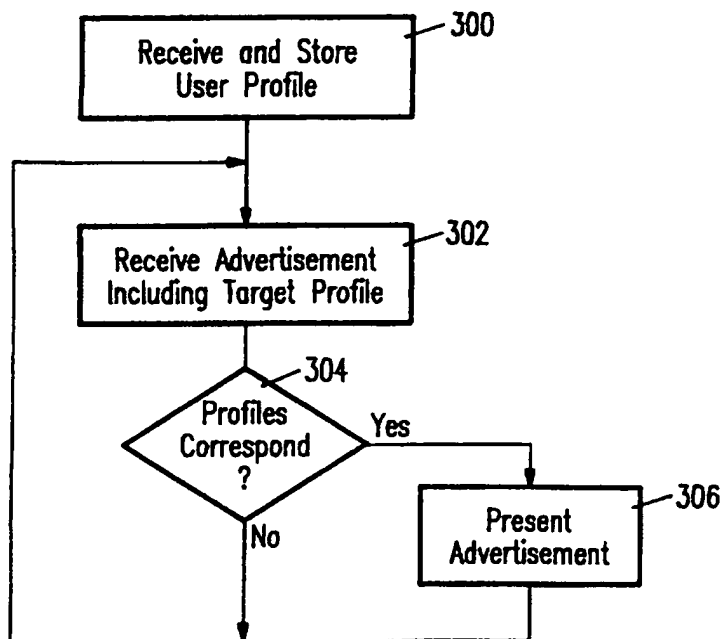 300
Receive and Store
User Profile
302
Receive Advertisement
Including Target Profile
304
Profiles
Correspond
?
Yes
No
306
Present
Advertisement